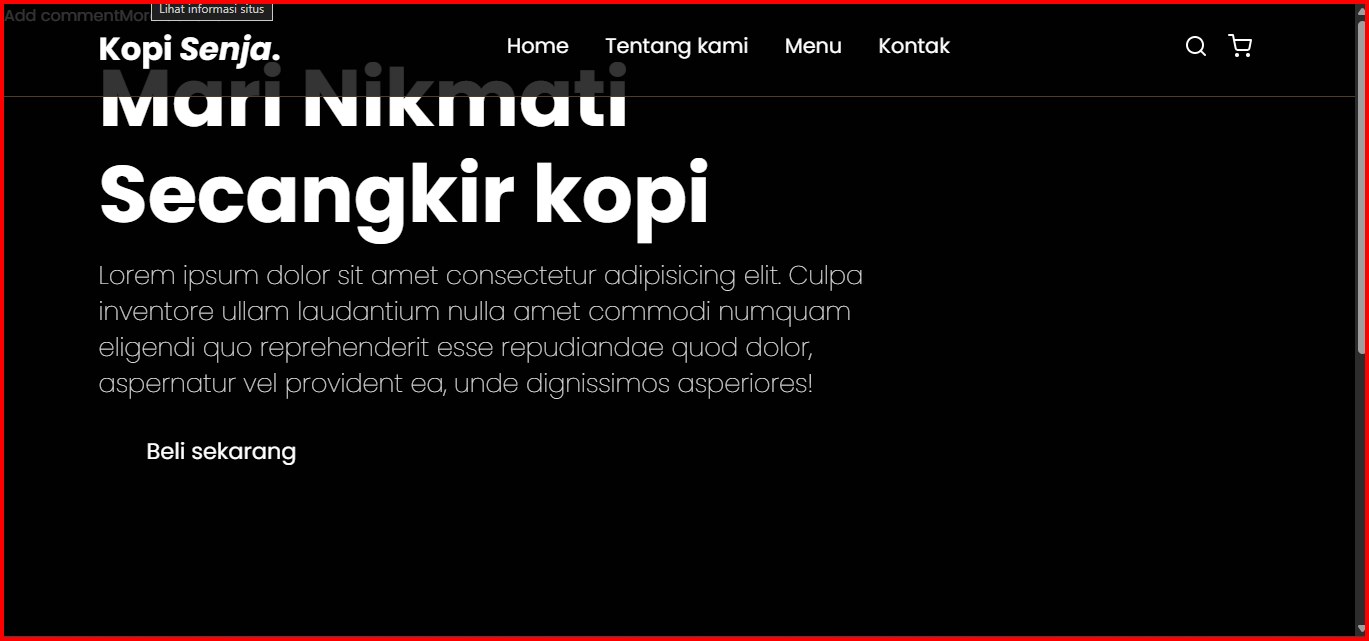 Add commentMor
Lihat informasi situs
Kopi Senja.
Home
Tentang kami
Menu
Kontak
Mari Nikmati
Secangkir kopi
Lorem ipsum dolor sit amet consectetur adipisicing elit. Culpa
inventore ullam laudantium nulla amet commodi numquam
eligendi quo reprehenderit esse repudiandae quod dolor,
aspernatur vel provident ea, unde dignissimos asperiores!
Beli sekarang